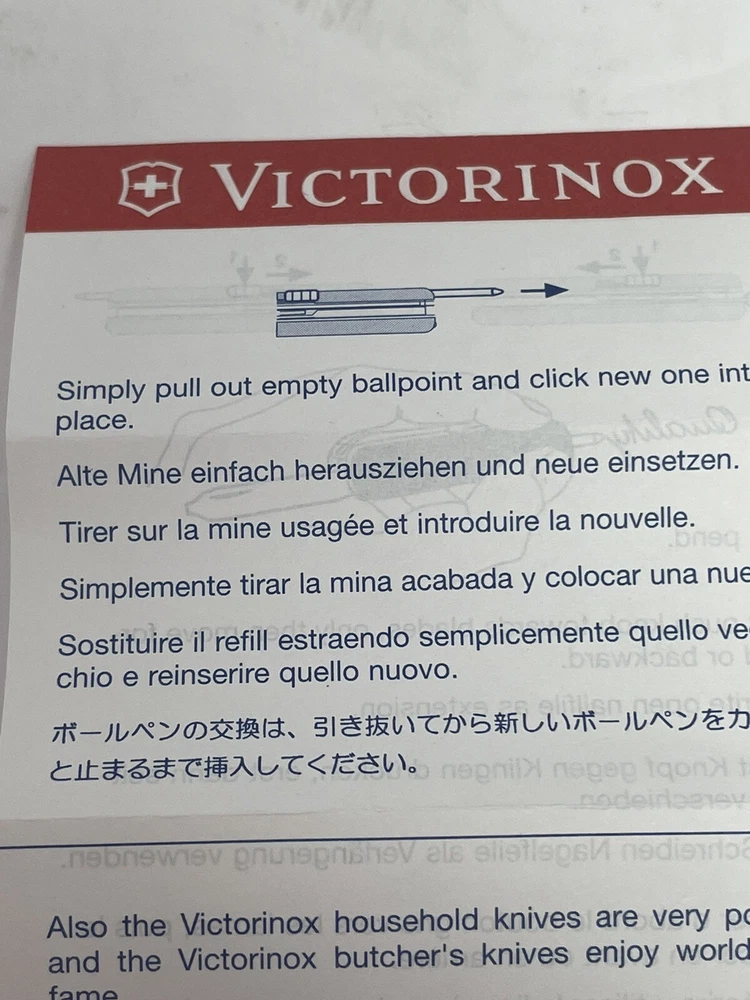 VICTORINOX
Simply pull out empty ballpoint and click new one int
place.
Alte Mine einfach herausziehen und neue einsetzen.
Tirer sur la mine usagée et introduire la nouvelle.
Simplemente tirar la mina acabada y colocar una nue
Sostituire il refill estraendo semplicemente quello ve
chio e reinserire quello nuovo.
ボールペンの交換は、引き抜いてから新しいボールペンをカ
と止まるまで挿入してください。
Also the Victorinox household knives are very po
and the Victorinox butcher's knives enjoy world
fame